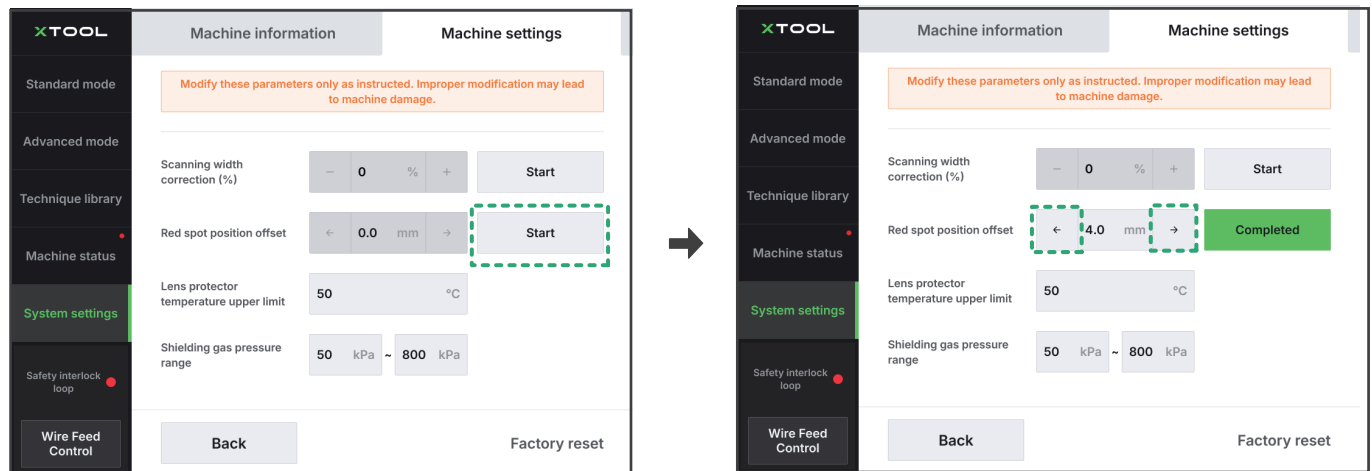 XTOOL
Machine information
Machine settings
Standard mode
Advanced mode
Technique library
Machine status
System settings
Safety interlock
loop
Wire Feed
Control
Modify these parameters only as instructed. Improper modification may lead
to machine damage.
Scanning width
correction (%)
− 0 % +
Start
Red spot position offset
← 0.0 mm →
Start
Lens protector
temperature upper limit
50 °C
Shielding gas pressure
range
50 kPa ~ 800 kPa
Back
Factory reset
XTOOL
Machine information
Machine settings
Standard mode
Advanced mode
Technique library
Machine status
System settings
Safety interlock
loop
Wire Feed
Control
Modify these parameters only as instructed. Improper modification may lead
to machine damage.
Scanning width
correction (%)
− 0 % +
Start
Red spot position offset
← 4.0 mm →
Completed
Lens protector
temperature upper limit
50 °C
Shielding gas pressure
range
50 kPa ~ 800 kPa
Back
Factory reset